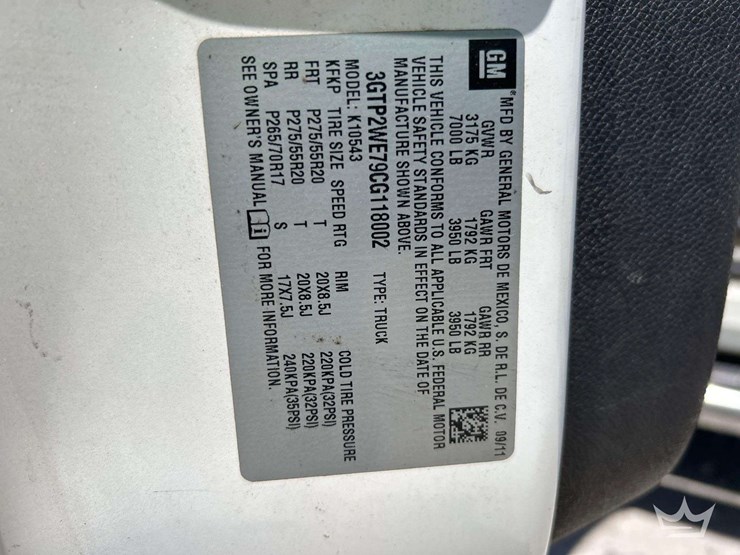 GM
MFD BY GENERAL MOTORS DE MEXICO, S. DE R.L. DE C.V. 09/11
GVWR GAWR FRT GAWR RR
3175 KG 1792 KG 1792 KG
7000 LB 3950 LB 3950 LB
THIS VEHICLE CONFORMS TO ALL APPLICABLE U.S. FEDERAL MOTOR
VEHICLE SAFETY STANDARDS IN EFFECT ON THE DATE OF
MANUFACTURE SHOWN ABOVE.
3GTP2WE79CG118002 TYPE: TRUCK
MODEL: K10543
KFKP TIRE SIZE SPEED RTG RIM COLD TIRE PRESSURE
FRT P275/55R20 T 20X8.5J 220KPA(32PSI)
RR P275/55R20 T 20X8.5J 220KPA(32PSI)
SPA P265/70R17 S 17X7.5J 240KPA(35PSI)
SEE OWNER'S MANUAL i FOR MORE INFORMATION.